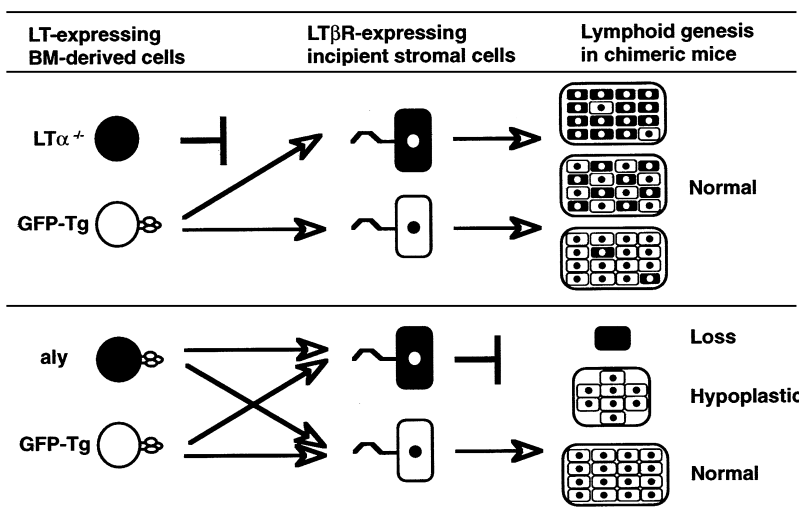 LT-expressing
BM-derived cells
LTβR-expressing
incipient stromal cells
Lymphoid genesis
in chimeric mice
LTα -/-
GFP-Tg
Normal
aly
GFP-Tg
Loss
Hypoplastic
Normal